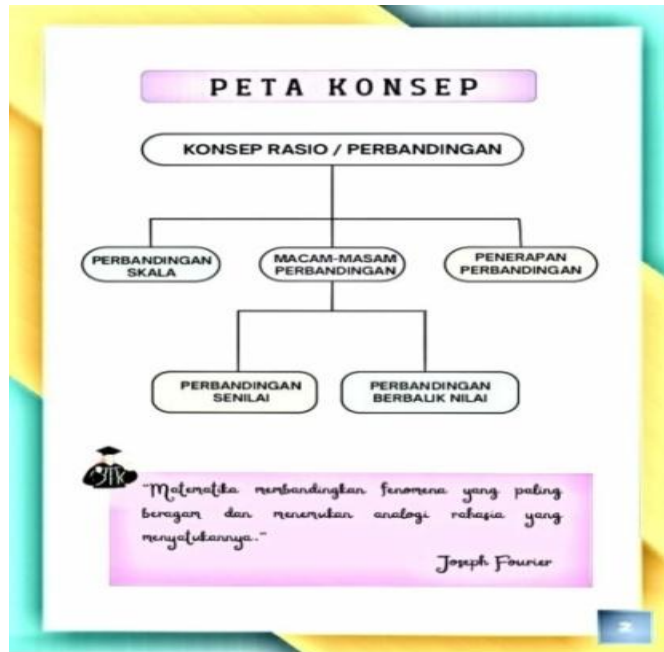 PETA KONSEP
KONSEP RASIO / PERBANDINGAN
PERBANDINGAN
SKALA
MACAM-MASAM
PERBANDINGAN
PENERAPAN
PERBANDINGAN
PERBANDINGAN
SENILAI
PERBANDINGAN
BERBALIK NILAI
"Matematika membandingkan fenomena yang paling
beragam dan menemukan analogi rahasia yang
menyatukannya."
Joseph Fourier